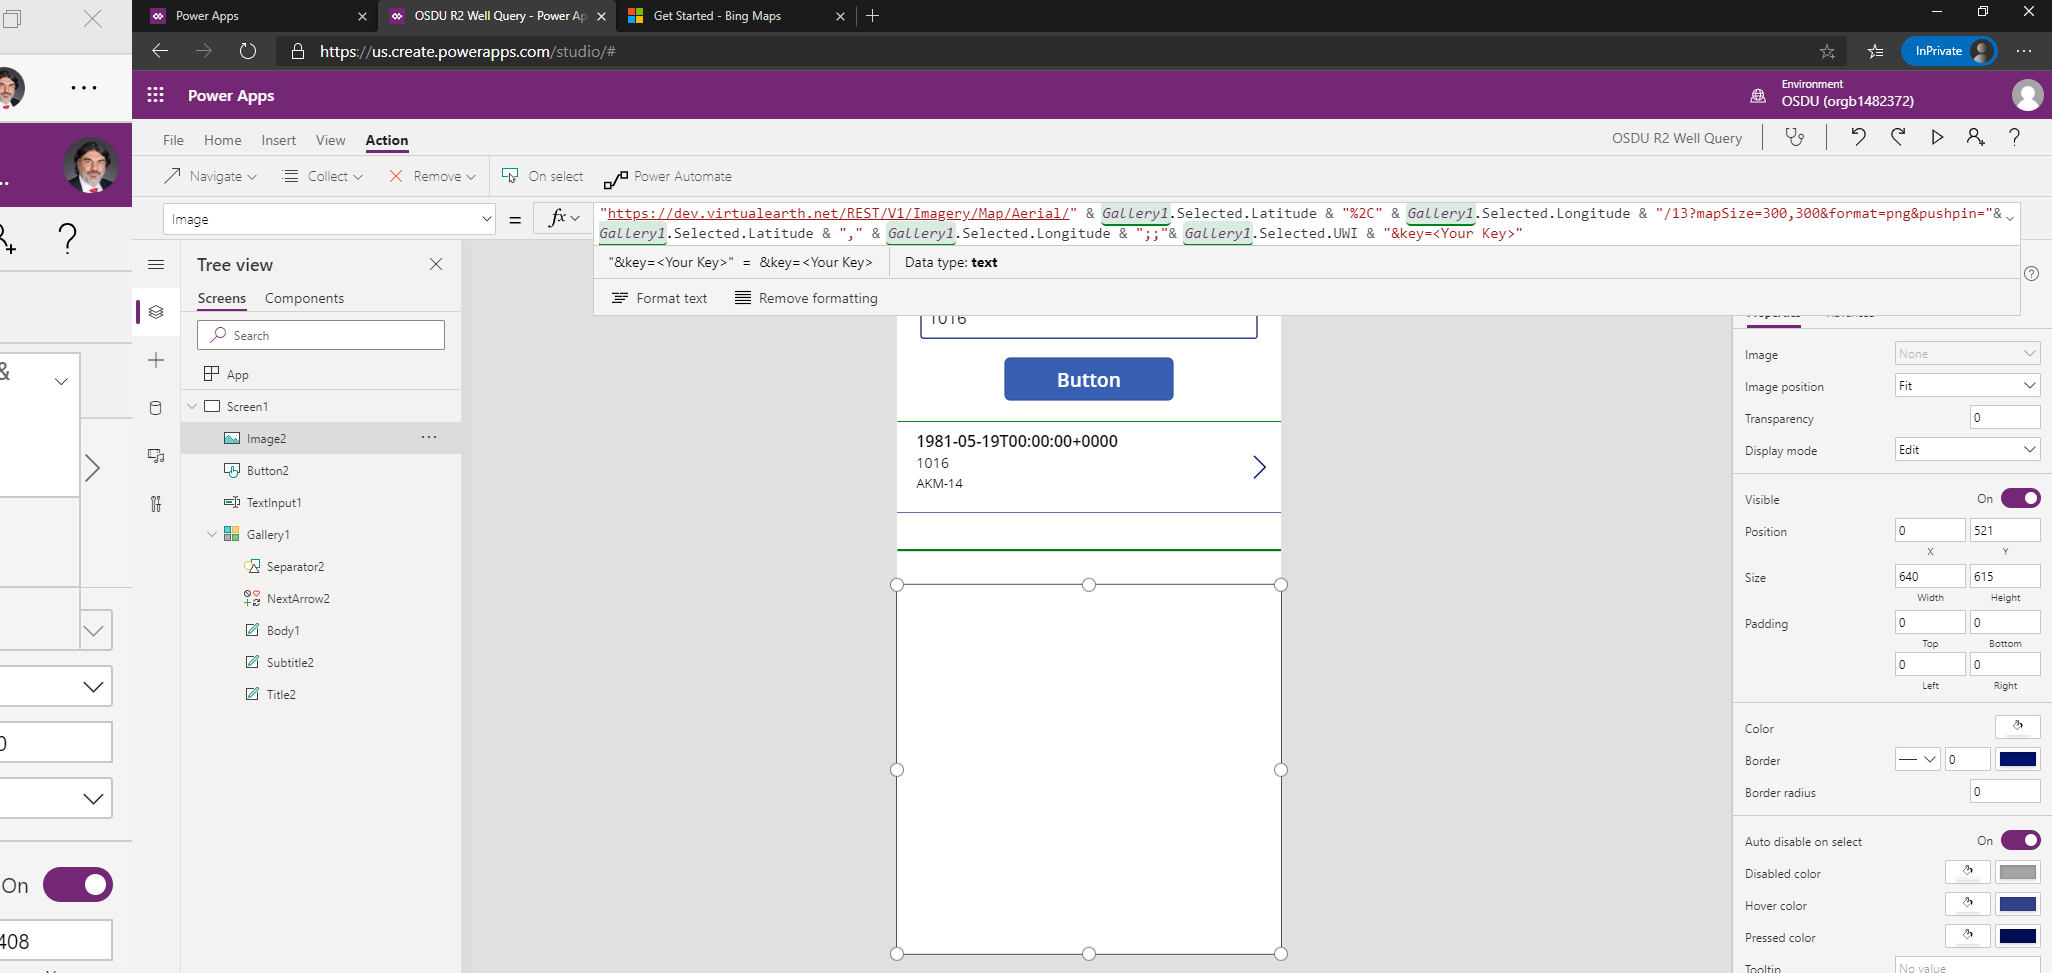 Power Apps
OSDU R2 Well Query - Power Ap
Get Started - Bing Maps
https://us.create.powerapps.com/studio/#
InPrivate
Power Apps
Environment
OSDU (orgb1482372)
File
Home
Insert
View
Action
OSDU R2 Well Query
Navigate
Collect
Remove
On select
Power Automate
Image
=
fx
"https://dev.virtualearth.net/REST/V1/Imagery/Map/Aerial/" & Gallery1.Selected.Latitude & "%2C" & Gallery1.Selected.Longitude & "/13?mapSize=300,300&format=png&pushpin="&
Gallery1.Selected.Latitude & "," & Gallery1.Selected.Longitude & ";;"& Gallery1.Selected.UWI & "&key=<Your Key>"
"&key=<Your Key>" = &key=<Your Key>
Data type: text
Format text
Remove formatting
Tree view
Screens
Components
Search
App
Screen1
Image2
Button2
TextInput1
Gallery1
Separator2
NextArrow2
Body1
Subtitle2
Title2
1016
Button
1981-05-19T00:00:00+0000
1016
AKM-14
Properties
Advanced
Image
None
Image position
Fit
Transparency
0
Display mode
Edit
Visible
On
Position
0
521
X
Y
Size
640
615
Width
Height
Padding
0
0
Top
Bottom
0
0
Left
Right
Color
Border
0
Border radius
0
Auto disable on select
On
Disabled color
Hover color
Pressed color
Tooltip
No value
&
0
On
408